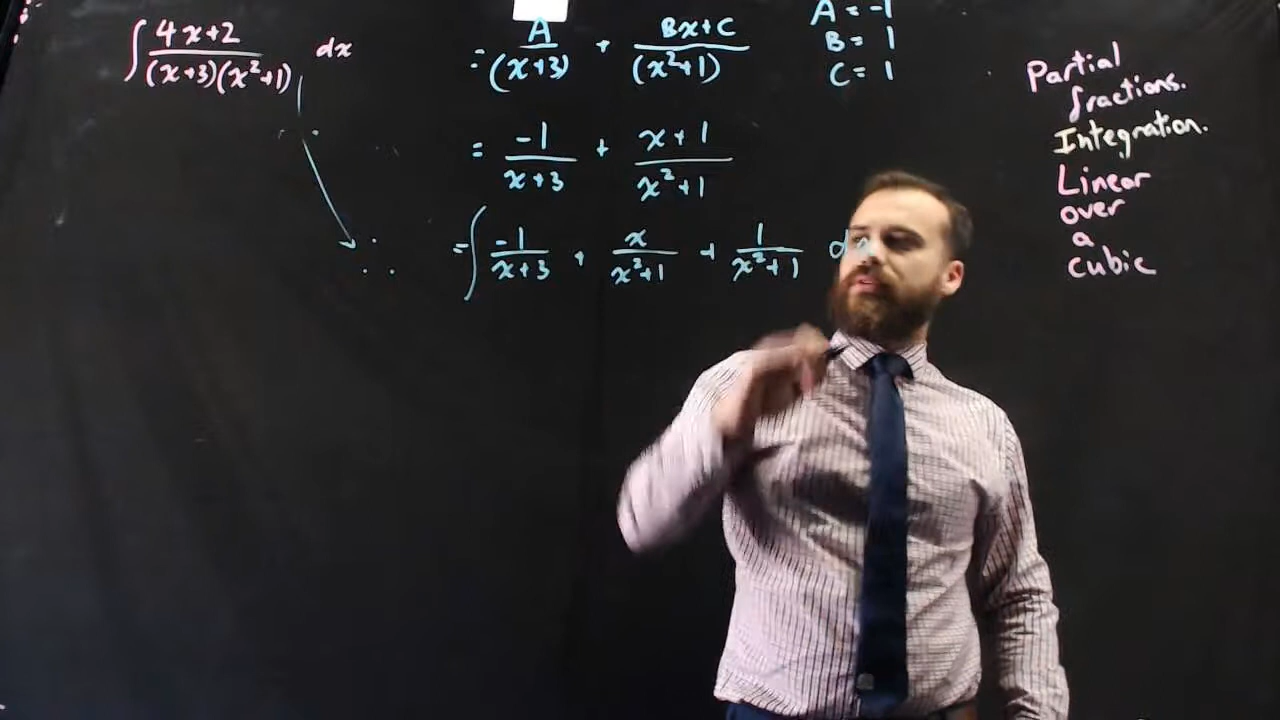 ∫ 4x+2 / (x+3)(x²+1) dx
= A / (x+3) + Bx+C / (x²+1)
A = -1
B = 1
C = 1
= -1 / x+3 + x+1 / x²+1
= ∫ -1 / x+3 + x / x²+1 + 1 / x²+1 dx
Partial
fractions.
Integration.
Linear
over
a
cubic